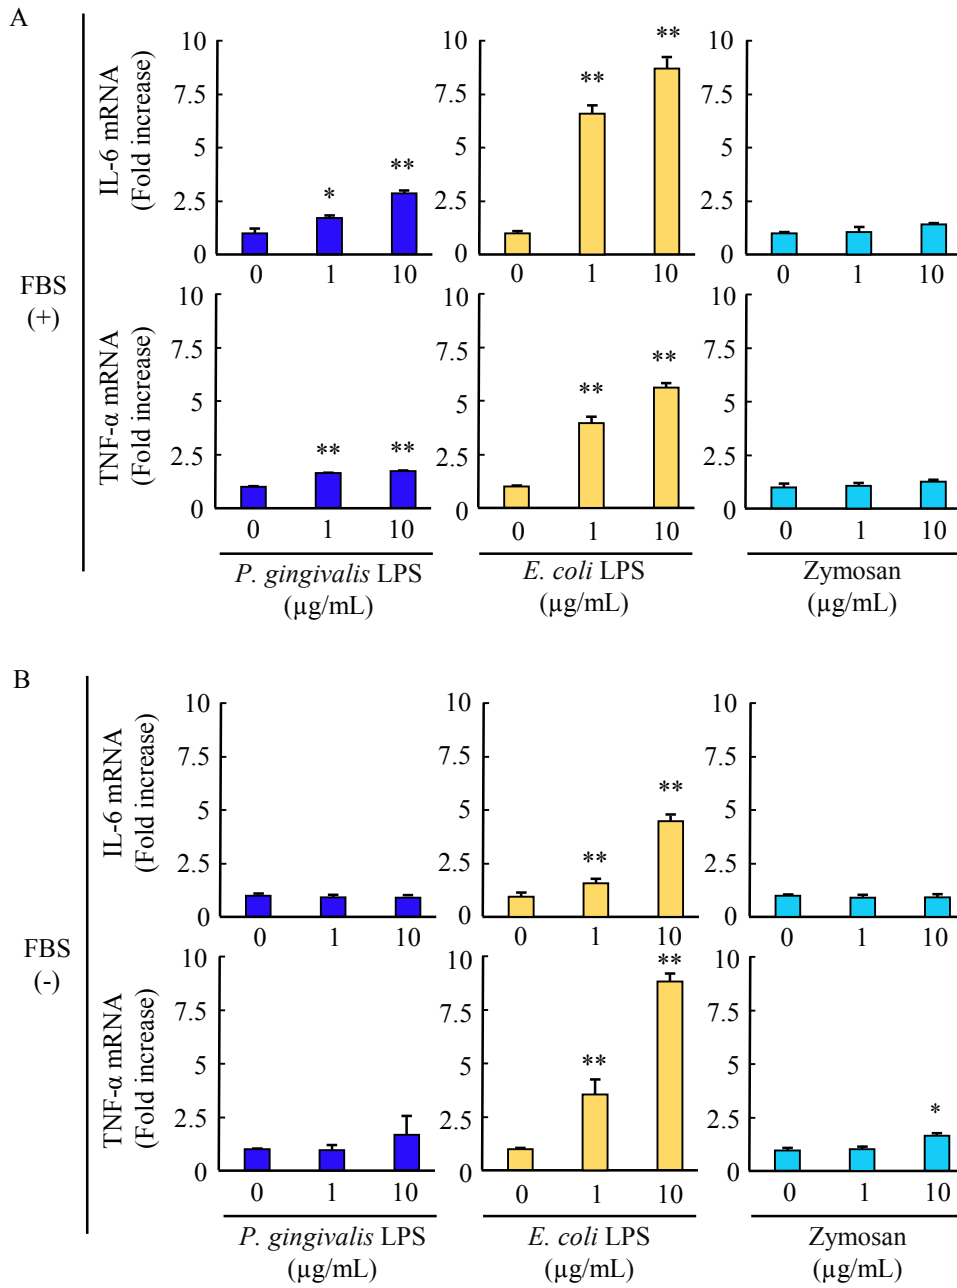 A
FBS
(+)
IL-6 mRNA
(Fold increase)
10
7.5
5
2.5
0
*
**
0 1 10
10
7.5
5
2.5
0
**
**
0 1 10
10
7.5
5
2.5
0
0 1 10
TNF-α mRNA
(Fold increase)
10
7.5
5
2.5
0
**
**
0 1 10
10
7.5
5
2.5
0
**
**
0 1 10
10
7.5
5
2.5
0
0 1 10
P. gingivalis LPS
(µg/mL)
E. coli LPS
(µg/mL)
Zymosan
(µg/mL)
B
FBS
(-)
IL-6 mRNA
(Fold increase)
10
7.5
5
2.5
0
0 1 10
10
7.5
5
2.5
0
**
**
0 1 10
10
7.5
5
2.5
0
0 1 10
TNF-α mRNA
(Fold increase)
10
7.5
5
2.5
0
0 1 10
10
7.5
5
2.5
0
**
**
0 1 10
10
7.5
5
2.5
0
*
0 1 10
P. gingivalis LPS
(µg/mL)
E. coli LPS
(µg/mL)
Zymosan
(µg/mL)